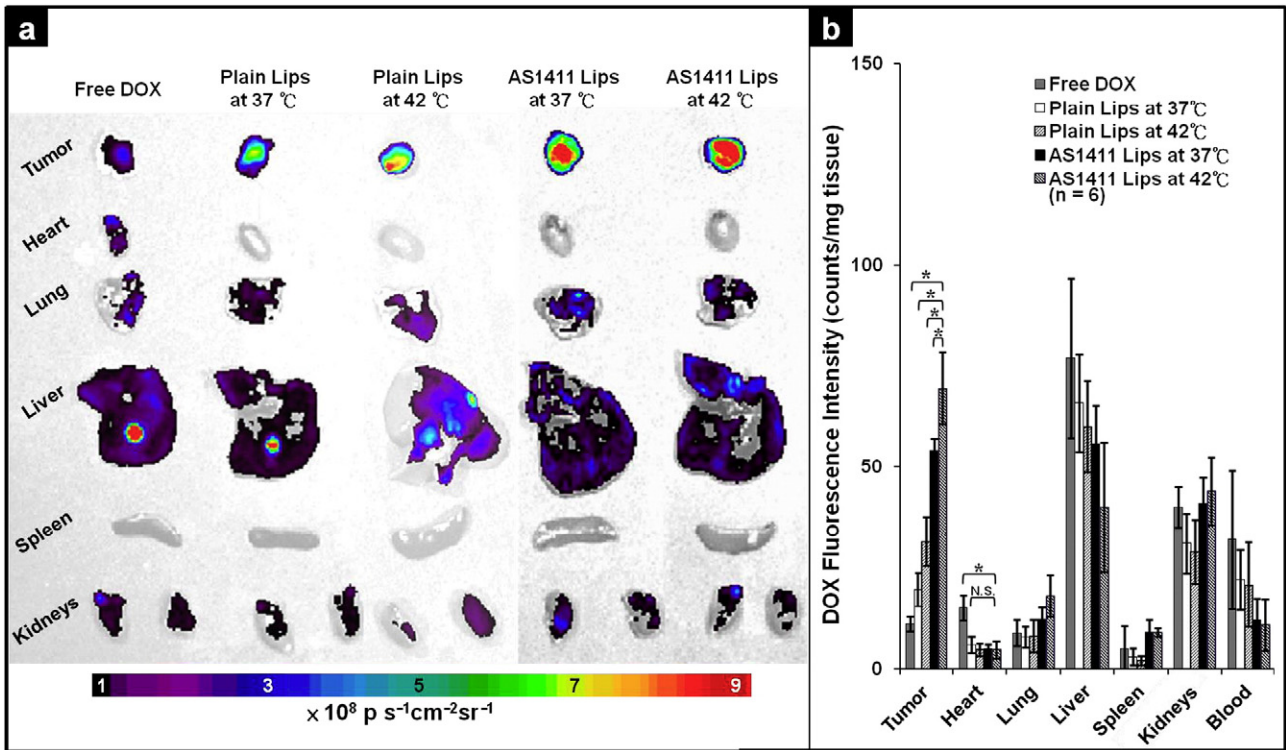 a
Free DOX
Plain Lips
at 37 ℃
Plain Lips
at 42 ℃
AS1411 Lips
at 37 ℃
AS1411 Lips
at 42 ℃
Tumor
Heart
Lung
Liver
Spleen
Kidneys
1 3 5 7 9
× 10⁸ p s⁻¹cm⁻²sr⁻¹
b
DOX Fluorescence Intensity (counts/mg tissue)
150
100
50
0
Free DOX
Plain Lips at 37℃
Plain Lips at 42℃
AS1411 Lips at 37℃
AS1411 Lips at 42℃
(n = 6)
*
*
*
*
*
N.S.
Tumor
Heart
Lung
Liver
Spleen
Kidneys
Blood